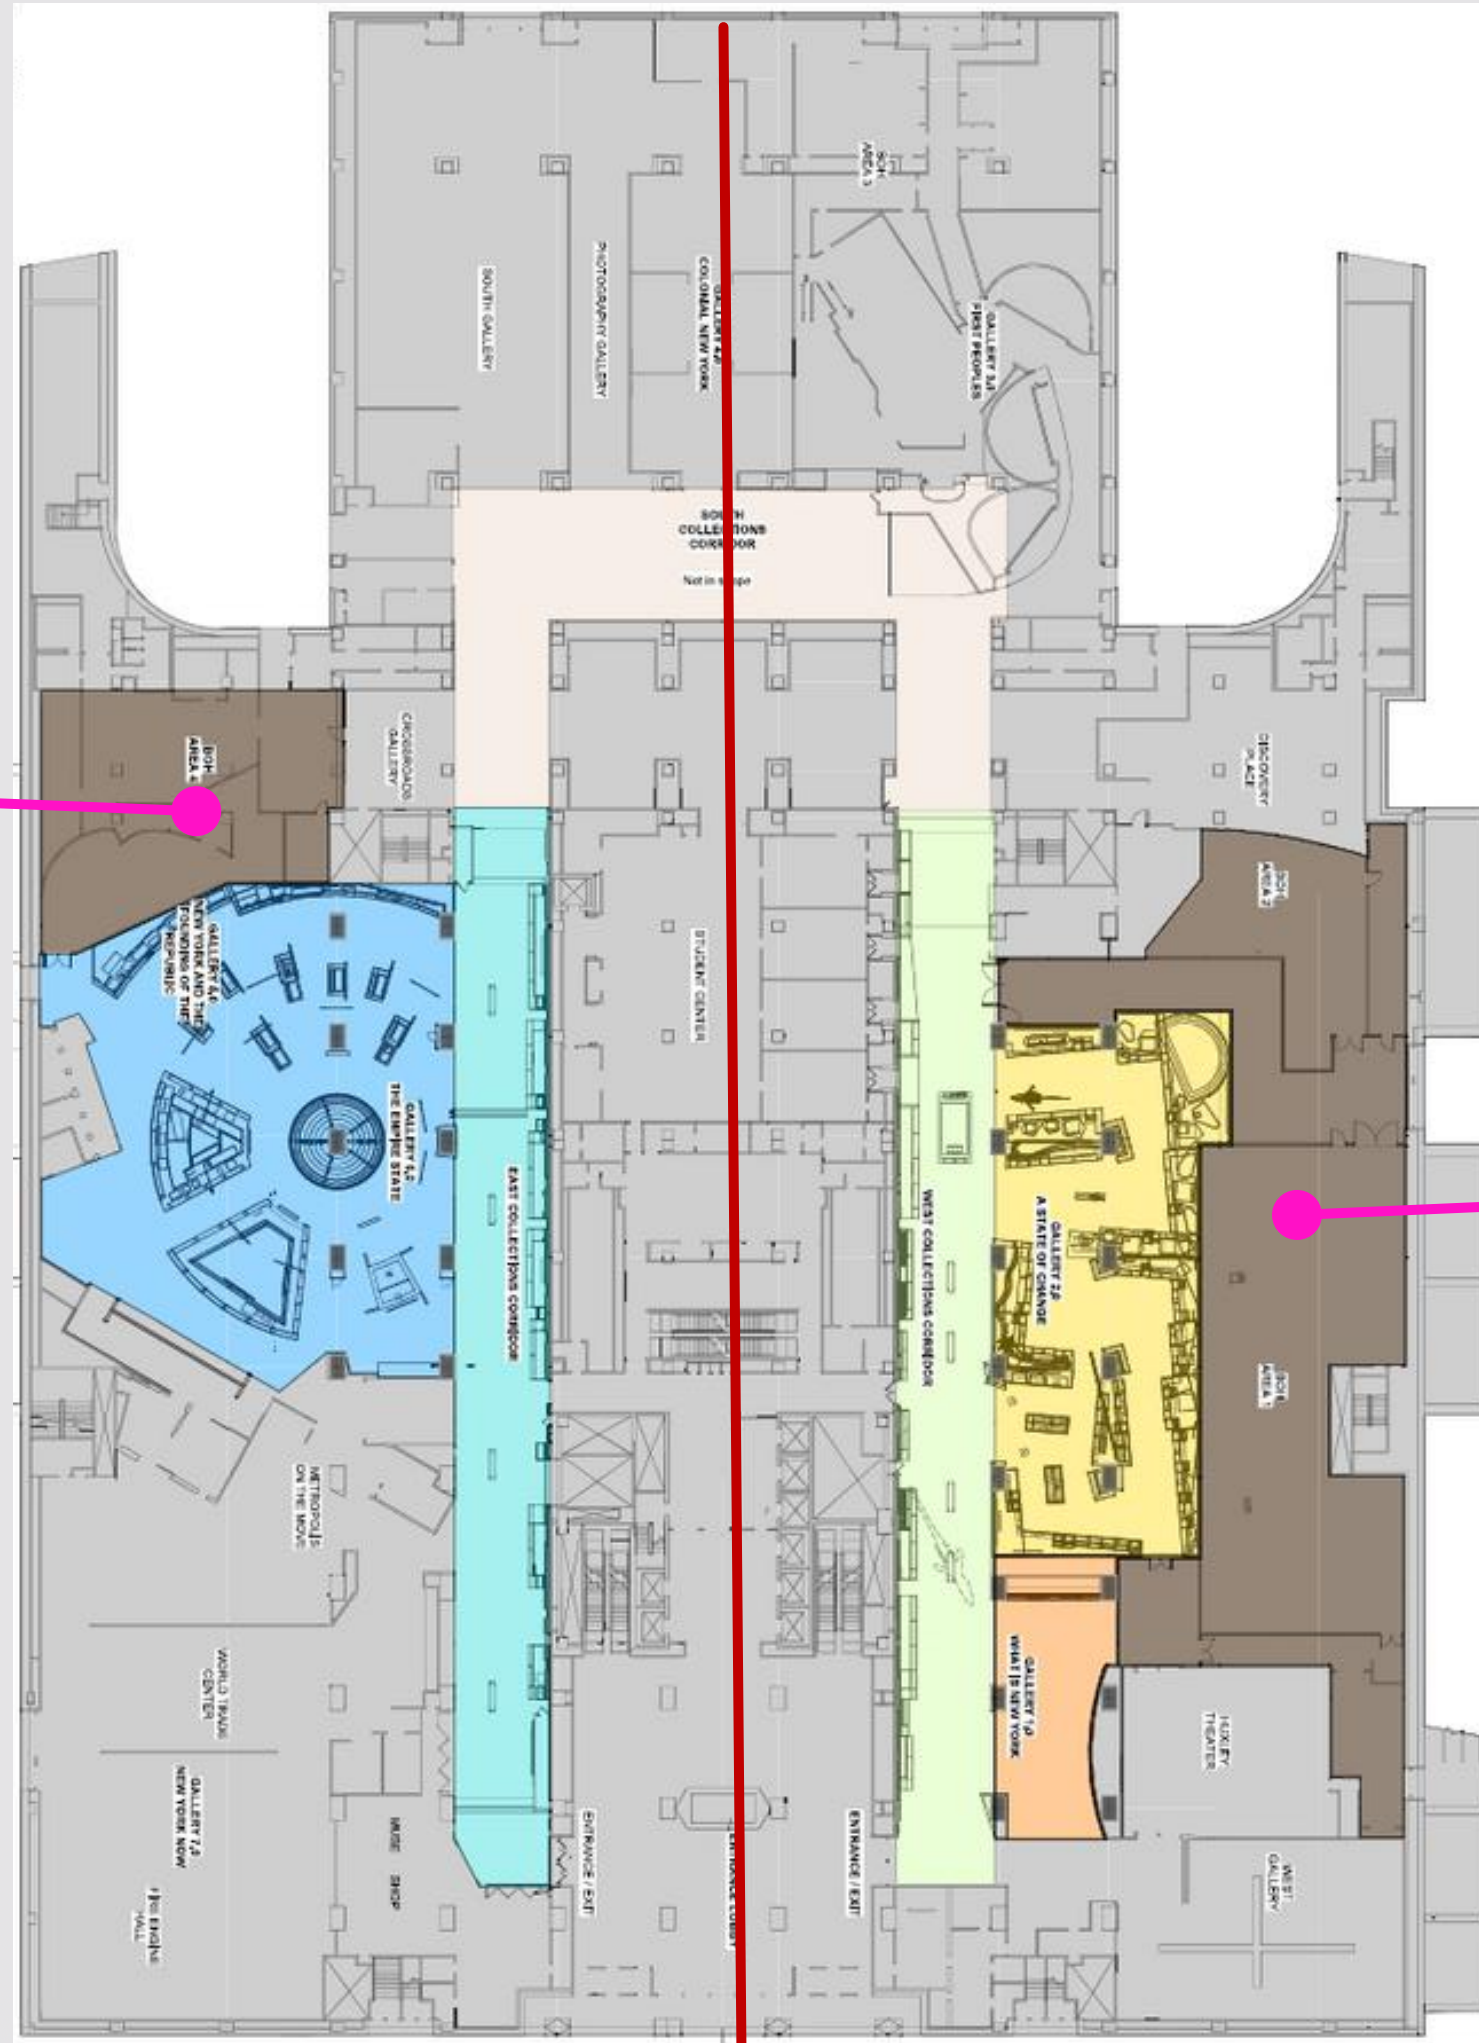 BOH
AREA 3
SOUTH GALLERY
PHOTOGRAPHY GALLERY
GALLERY 4.0
COLONIAL NEW YORK
GALLERY 3.0
FIRST PEOPLES
SOUTH
COLLECTIONS
CORRIDOR
Not in scope
BOH
AREA 4
CROSSROADS
GALLERY
DISCOVERY
PLACE
BOH
AREA 2
GALLERY 5.0
NEW YORK AND THE
FOUNDING OF THE
REPUBLIC
STUDENT CENTER
GALLERY 6.0
THE EMPIRE STATE
EAST COLLECTIONS CORRIDOR
WEST COLLECTIONS CORRIDOR
GALLERY 2.0
A STATE OF CHANGE
BOH
AREA 1
METROPOLIS
ON THE MOVE
WORLD TRADE
CENTER
GALLERY 1.0
WHAT IS NEW YORK
HUXLEY
THEATER
GALLERY 7.0
NEW YORK NOW
MUSE SHOP
ENTRANCE / EXIT
ENTRANCE LOBBY
ENTRANCE / EXIT
WEST
GALLERY
FIRE ENGINE
HALL